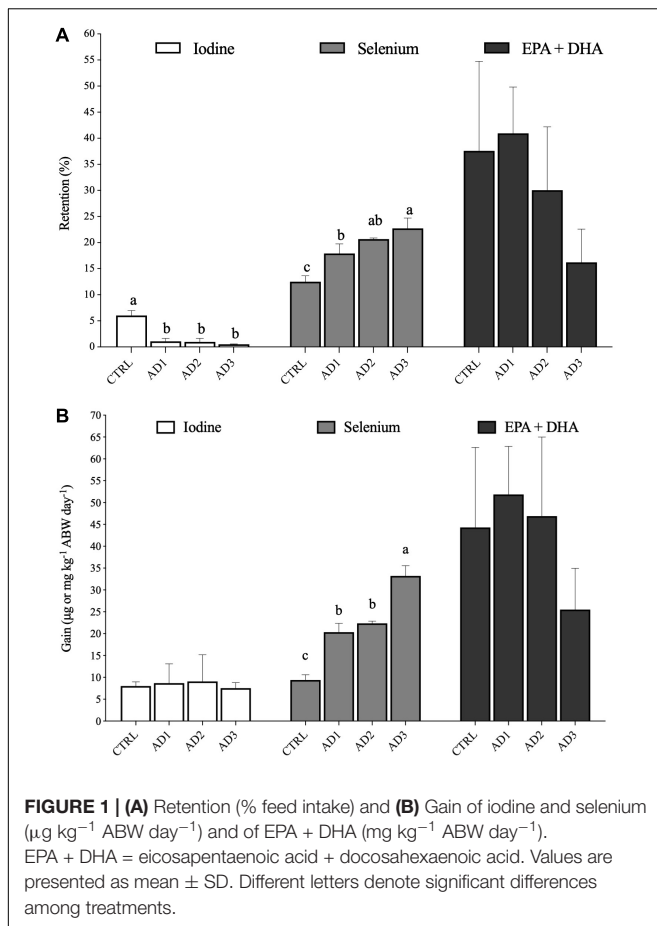 A
60
Iodine Selenium EPA + DHA
55
50
45
40
35
30
25
20
15
10
5
0
Retention (%)
a b b b c b ab a
CTRL AD1 AD2 AD3 CTRL AD1 AD2 AD3 CTRL AD1 AD2 AD3
B
70
Iodine Selenium EPA + DHA
65
60
55
50
45
40
35
30
25
20
15
10
5
0
Gain (µg or mg kg⁻¹ ABW day⁻¹)
c b b a
CTRL AD1 AD2 AD3 CTRL AD1 AD2 AD3 CTRL AD1 AD2 AD3
FIGURE 1 | (A) Retention (% feed intake) and (B) Gain of iodine and selenium
(µg kg⁻¹ ABW day⁻¹) and of EPA + DHA (mg kg⁻¹ ABW day⁻¹).
EPA + DHA = eicosapentaenoic acid + docosahexaenoic acid. Values are
presented as mean ± SD. Different letters denote significant differences
among treatments.